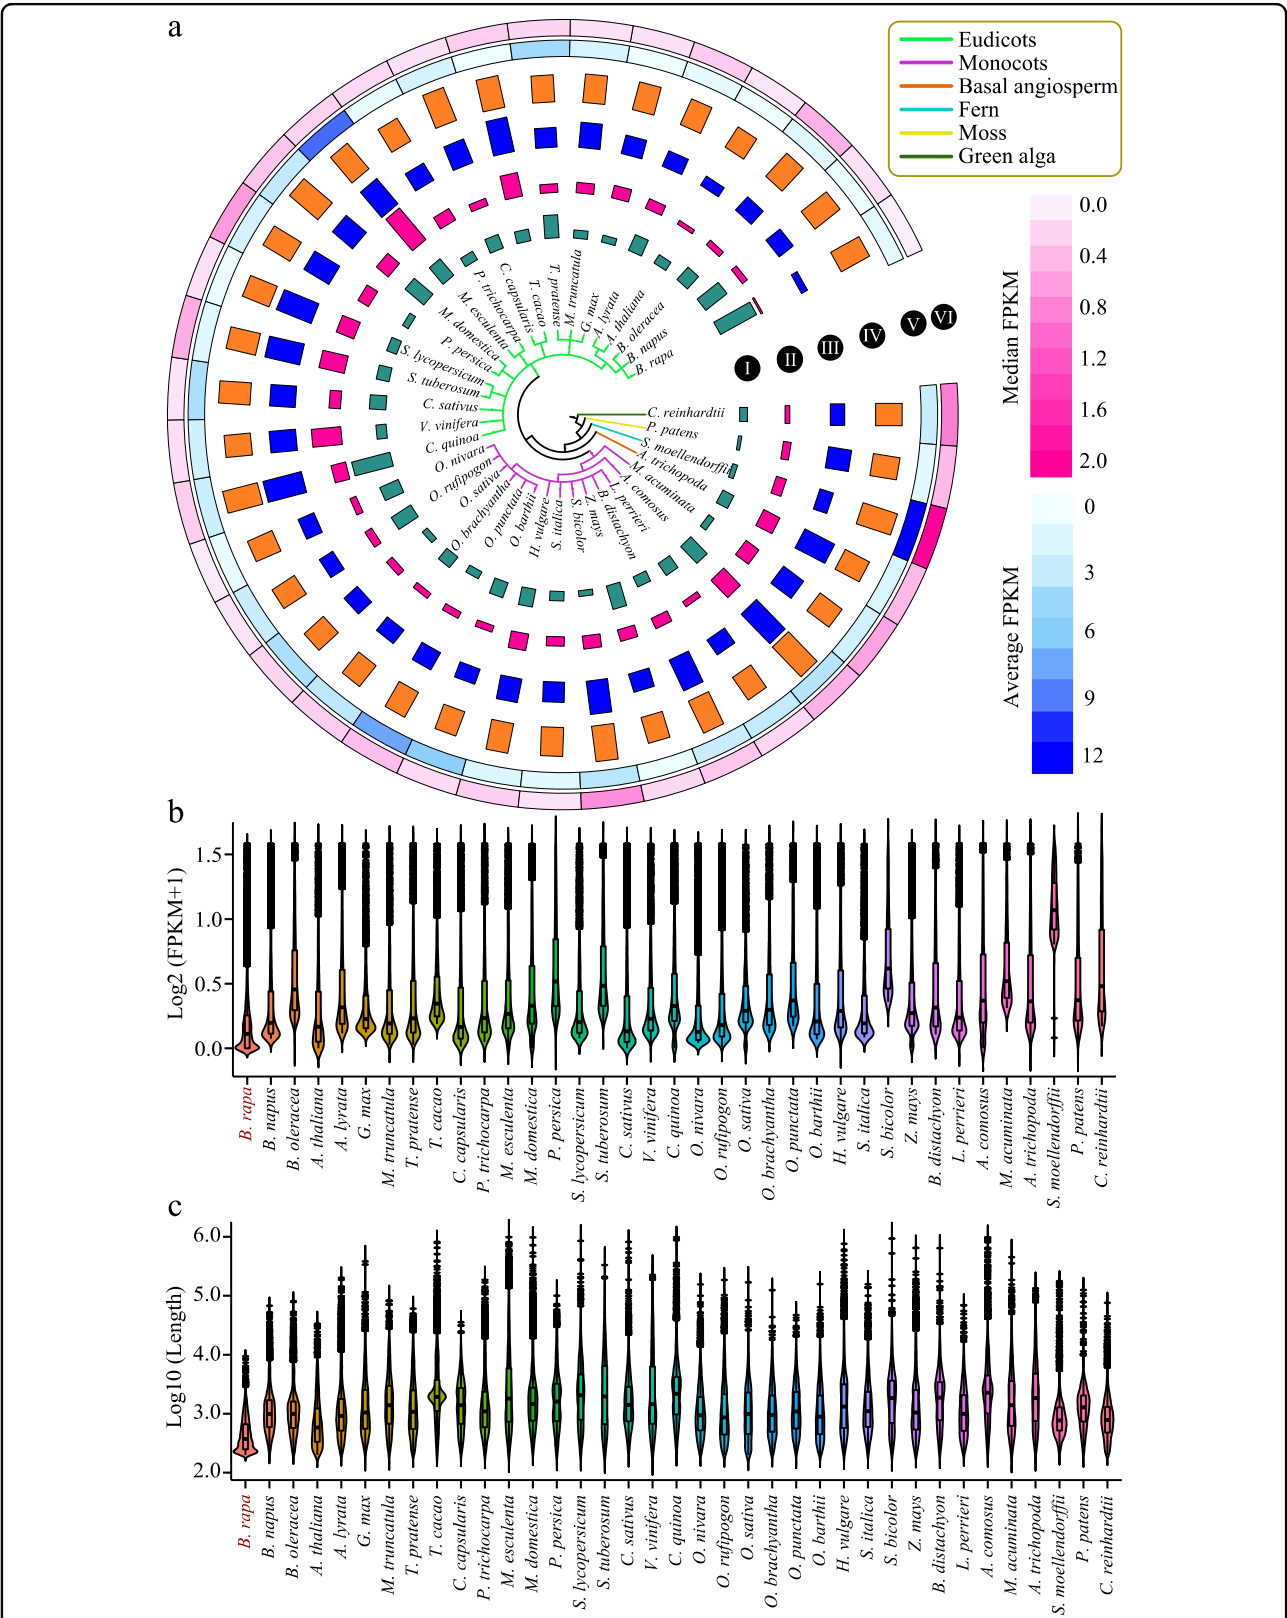 a
Eudicots
Monocots
Basal angiosperm
Fern
Moss
Green alga
Median FPKM
0.0
0.4
0.8
1.2
1.6
2.0
Average FPKM
0
3
6
9
12
I
II
III
IV
V
VI
M. truncatula
T. pratense
T. cacao
C. capsularis
P. trichocarpa
M. esculenta
M. domestica
P. persica
S. lycopersicum
S. tuberosum
C. sativus
V. vinifera
C. quinoa
O. nivara
O. rufipogon
O. sativa
O. brachyantha
O. punctata
O. barthii
H. vulgare
S. italica
S. bicolor
Z. mays
B. distachyon
L. perrieri
A. comosus
M. acuminata
A. trichopoda
S. moellendorffii
P. patens
C. reinhardtii
B. rapa
B. napus
B. oleracea
A. thaliana
A. lyrata
G. max
b
Log2 (FPKM+1)
1.5
1.0
0.5
0.0
B. rapa
B. napus
B. oleracea
A. thaliana
A. lyrata
G. max
M. truncatula
T. pratense
T. cacao
C. capsularis
P. trichocarpa
M. esculenta
M. domestica
P. persica
S. lycopersicum
S. tuberosum
C. sativus
V. vinifera
C. quinoa
O. nivara
O. rufipogon
O. sativa
O. brachyantha
O. punctata
O. barthii
H. vulgare
S. italica
S. bicolor
Z. mays
B. distachyon
L. perrieri
A. comosus
M. acuminata
A. trichopoda
S. moellendorffii
P. patens
C. reinhardtii
c
Log10 (Length)
6.0
5.0
4.0
3.0
2.0
B. rapa
B. napus
B. oleracea
A. thaliana
A. lyrata
G. max
M. truncatula
T. pratense
T. cacao
C. capsularis
P. trichocarpa
M. esculenta
M. domestica
P. persica
S. lycopersicum
S. tuberosum
C. sativus
V. vinifera
C. quinoa
O. nivara
O. rufipogon
O. sativa
O. brachyantha
O. punctata
O. barthii
H. vulgare
S. italica
S. bicolor
Z. mays
B. distachyon
L. perrieri
A. comosus
M. acuminata
A. trichopoda
S. moellendorffii
P. patens
C. reinhardtii